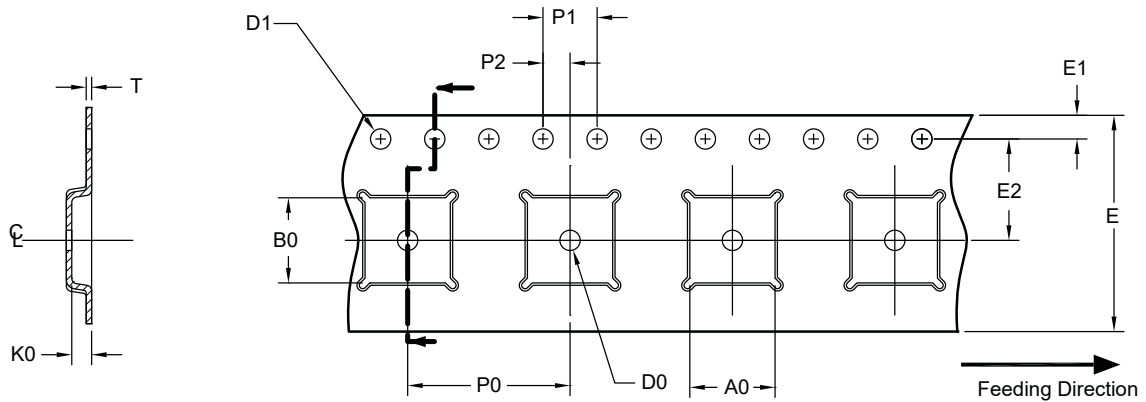 D1
P1
P2
E1
T
E2
E
B0
℄
K0
P0
D0
A0
Feeding Direction